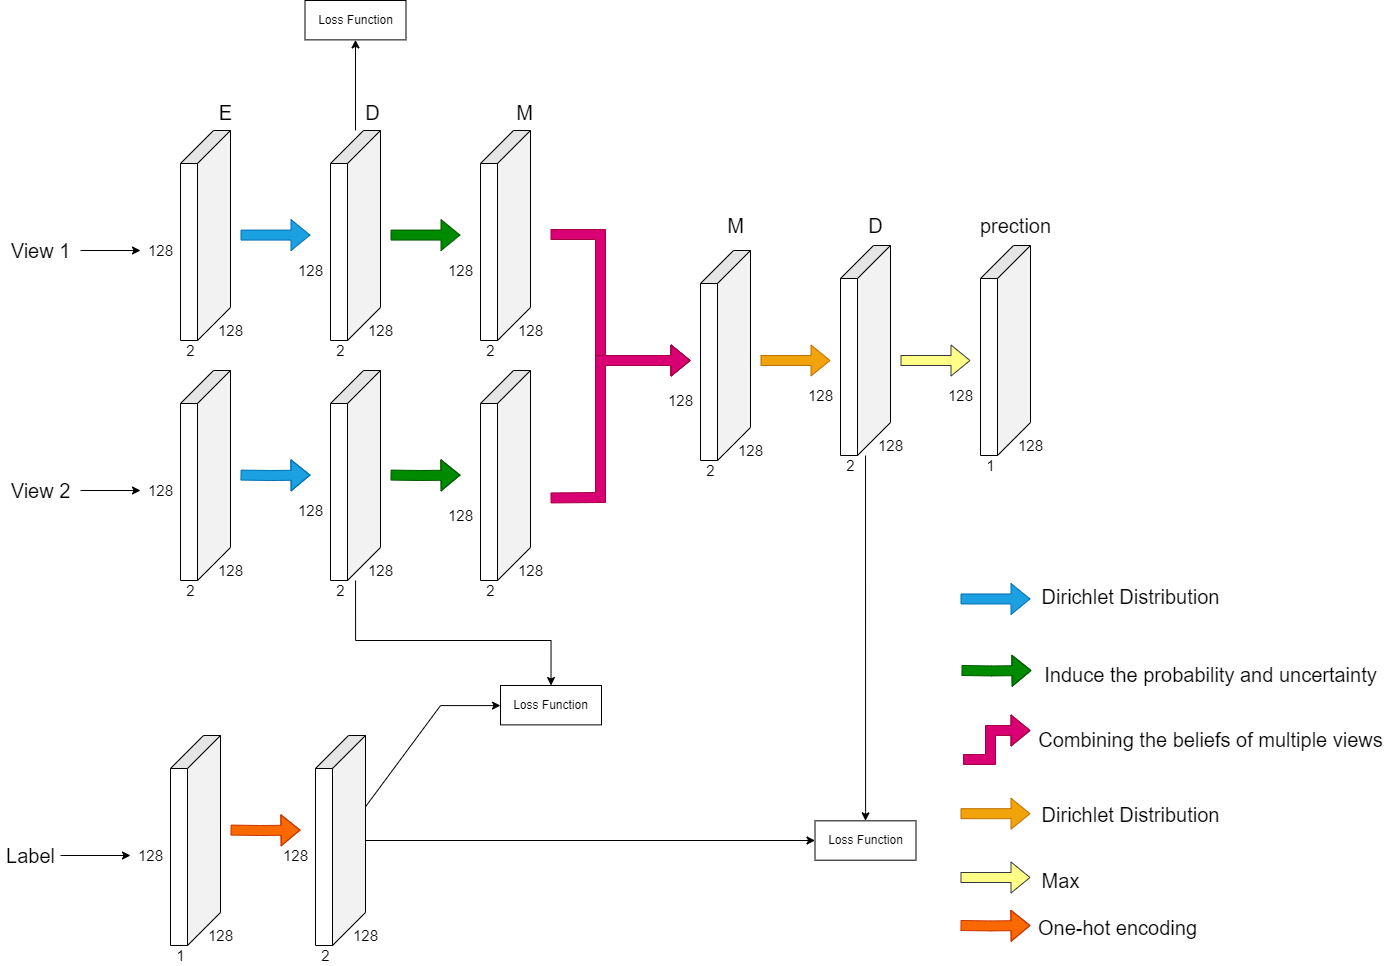 Loss Function
E
D
M
View 1
128
128
2
128
128
2
128
128
2
M
D
prection
128
128
2
128
128
2
128
128
1
View 2
128
128
2
128
128
2
128
128
2
Loss Function
Label
128
128
1
128
128
2
Loss Function
Dirichlet Distribution
Induce the probability and uncertainty
Combining the beliefs of multiple views
Dirichlet Distribution
Max
One-hot encoding